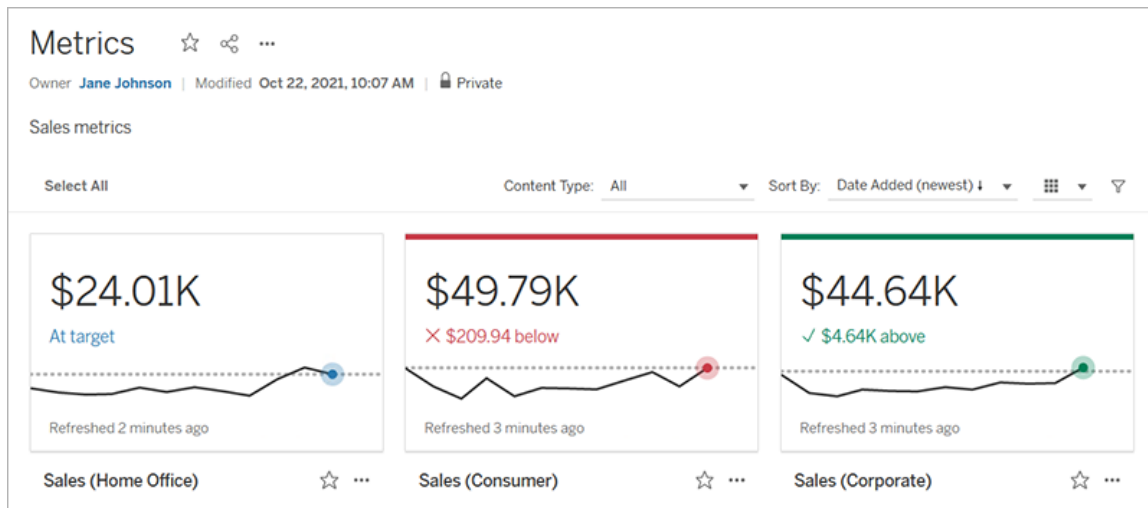 Metrics
Owner Jane Johnson | Modified Oct 22, 2021, 10:07 AM | Private
Sales metrics
Select All Content Type: All Sort By: Date Added (newest) ↓
$24.01K
At target
Refreshed 2 minutes ago
Sales (Home Office)
$49.79K
$209.94 below
Refreshed 3 minutes ago
Sales (Consumer)
$44.64K
$4.64K above
Refreshed 3 minutes ago
Sales (Corporate)